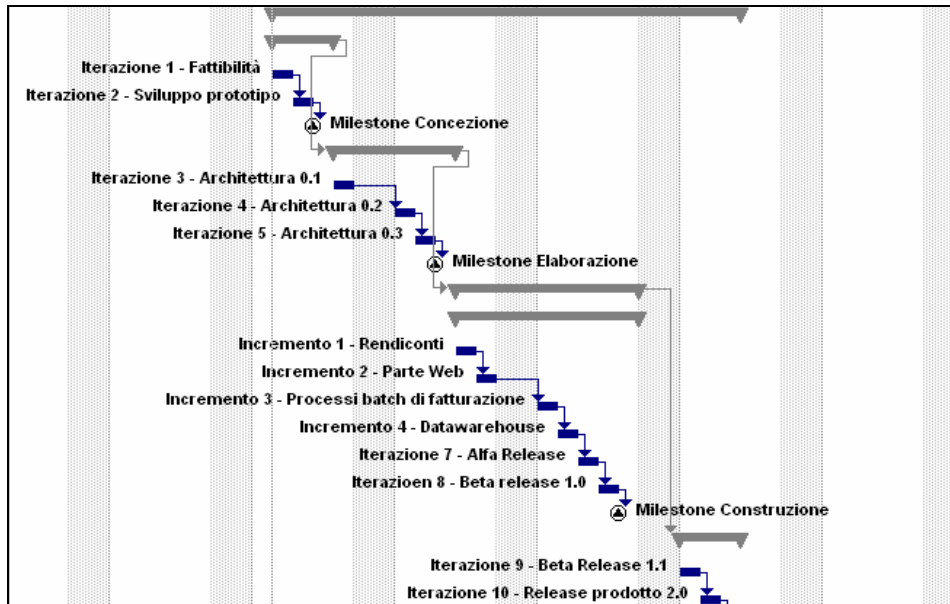 Iterazione 1 - Fattibilità
Iterazione 2 - Sviluppo prototipo
Milestone Concezione
Iterazione 3 - Architettura 0.1
Iterazione 4 - Architettura 0.2
Iterazione 5 - Architettura 0.3
Milestone Elaborazione
Incremento 1 - Rendiconti
Incremento 2 - Parte Web
Incremento 3 - Processi batch di fatturazione
Incremento 4 - Datawarehouse
Iterazione 7 - Alfa Release
Iterazioen 8 - Beta release 1.0
Milestone Construzione
Iterazione 9 - Beta Release 1.1
Iterazione 10 - Release prodotto 2.0